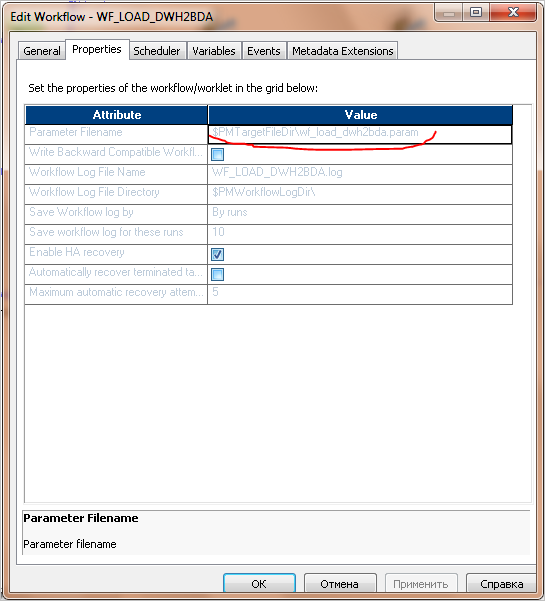 Edit Workflow - WF_LOAD_DWH2BDA
General Properties Scheduler Variables Events Metadata Extensions
Set the properties of the workflow/worklet in the grid below:
Attribute Value
Parameter Filename $PMTargetFileDir\wf_load_dwh2bda.param
Write Backward Compatible Workfl...
Workflow Log File Name WF_LOAD_DWH2BDA.log
Workflow Log File Directory $PMWorkflowLogDir\
Save Workflow log by By runs
Save workflow log for these runs 10
Enable HA recovery
Automatically recover terminated ta...
Maximum automatic recovery attem... 5
Parameter Filename
Parameter filename
OK Отмена Применить Справка